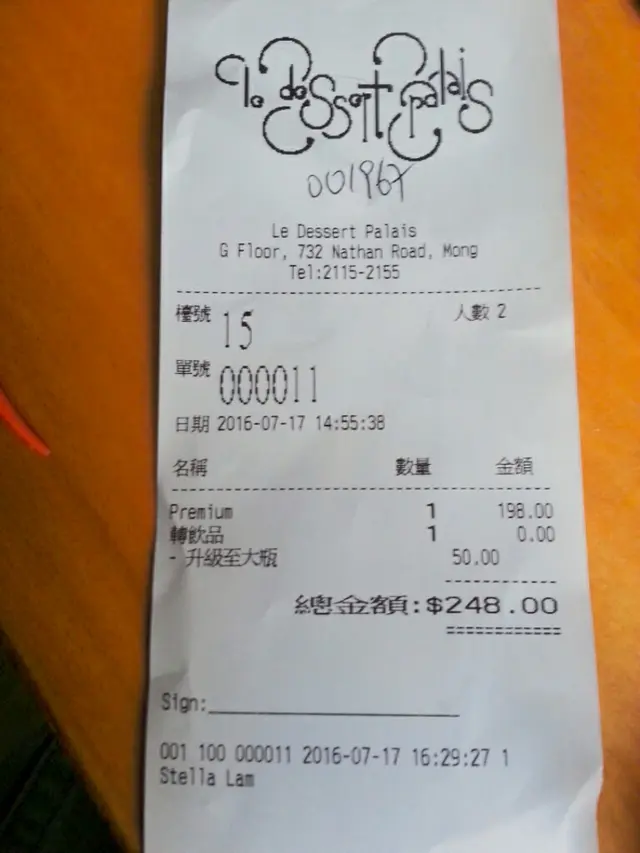 Le Dessert Palais
001967
Le Dessert Palais
G Floor, 732 Nathan Road, Mong
Tel:2115-2155
檯號 15 人數 2
單號 000011
日期 2016-07-17 14:55:38
名稱 數量 金額
Premium 1 198.00
轉飲品 1 0.00
- 升級至大瓶 50.00
總金額:$248.00
Sign:
001 100 000011 2016-07-17 16:29:27 1
Stella Lam